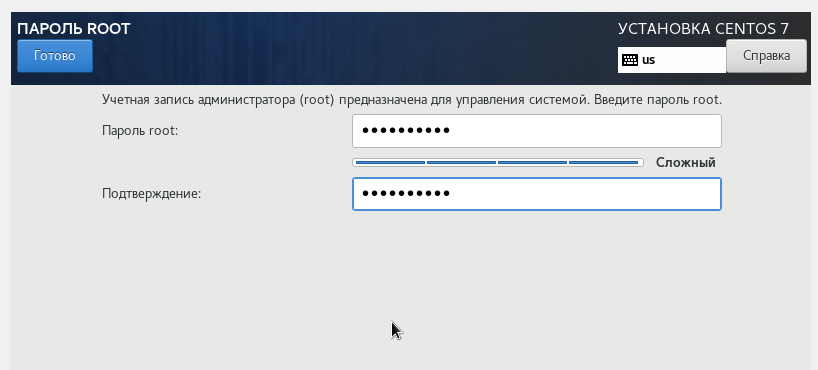 ПАРОЛЬ ROOT
УСТАНОВКА CENTOS 7
Готово
us
Справка
Учетная запись администратора (root) предназначена для управления системой. Введите пароль root.
Пароль root:
••••••••••
Сложный
Подтверждение:
••••••••••